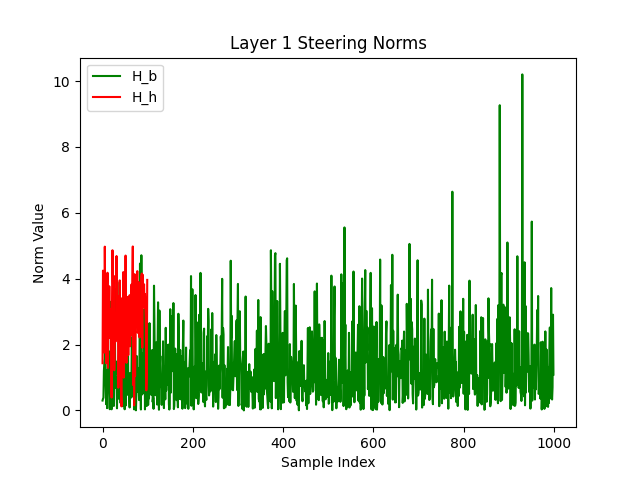 Layer 1 Steering Norms
H_b
H_h
Norm Value
10
8
6
4
2
0
0 200 400 600 800 1000
Sample Index